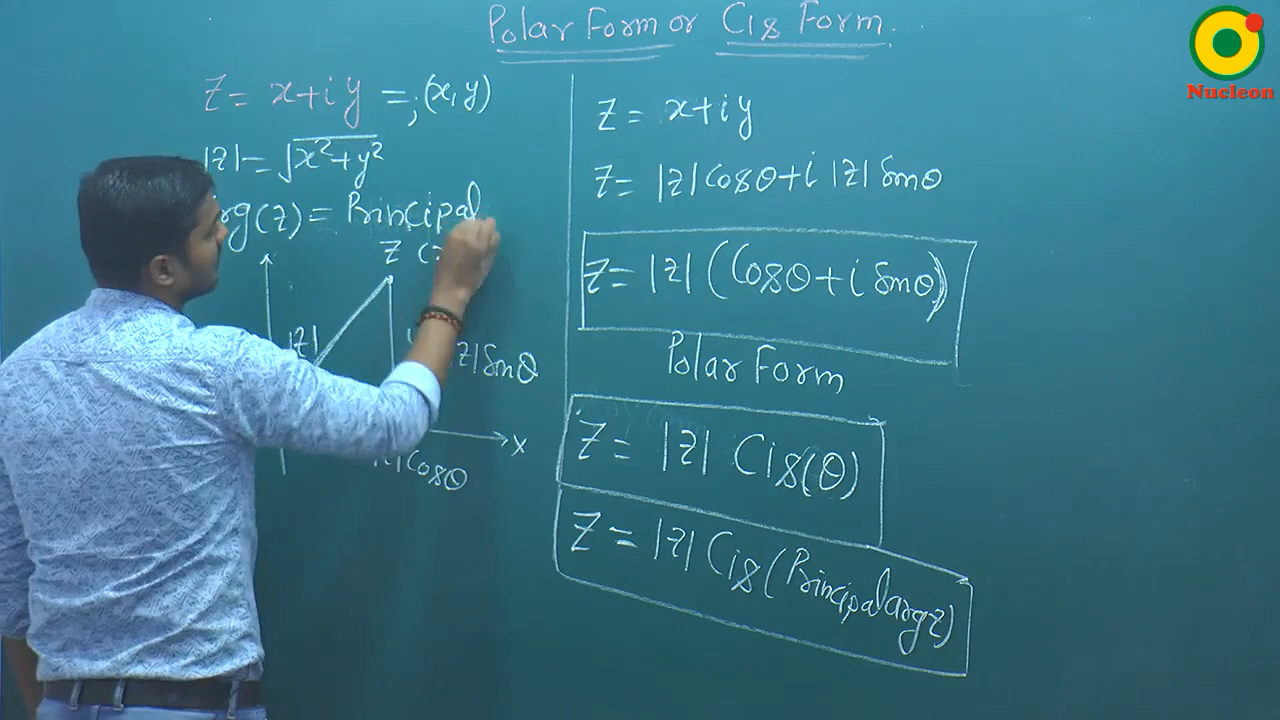 Polar Form or Cis Form.
Nucleon
Z = x+iy =; (x, y)
|z| = √x²+y²
rg(z) = Principal
Z (
|z|
|z| Sinθ
X
|z| Cosθ
Z = x+iy
Z = |z| Cosθ + i |z| Sinθ
Z = |z| (Cosθ + i Sinθ)
Polar Form
Z = |z| Cis(θ)
Z = |z| Cis(Principal arg z)